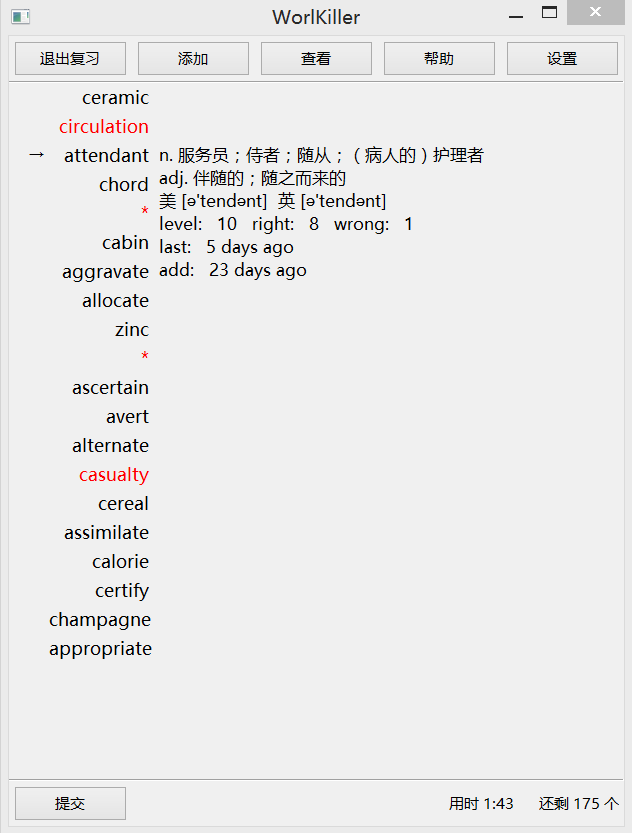 WorlKiller
退出复习 添加 查看 帮助 设置
ceramic
circulation
→ attendant n. 服务员；侍者；随从；（病人的）护理者
adj. 伴随的；随之而来的
chord
美 [ə'tendənt] 英 [ə'tendənt]
*
level: 10 right: 8 wrong: 1
cabin
last: 5 days ago
aggravate
add: 23 days ago
allocate
zinc
*
ascertain
avert
alternate
casualty
cereal
assimilate
calorie
certify
champagne
appropriate
提交 用时 1:43 还剩 175 个